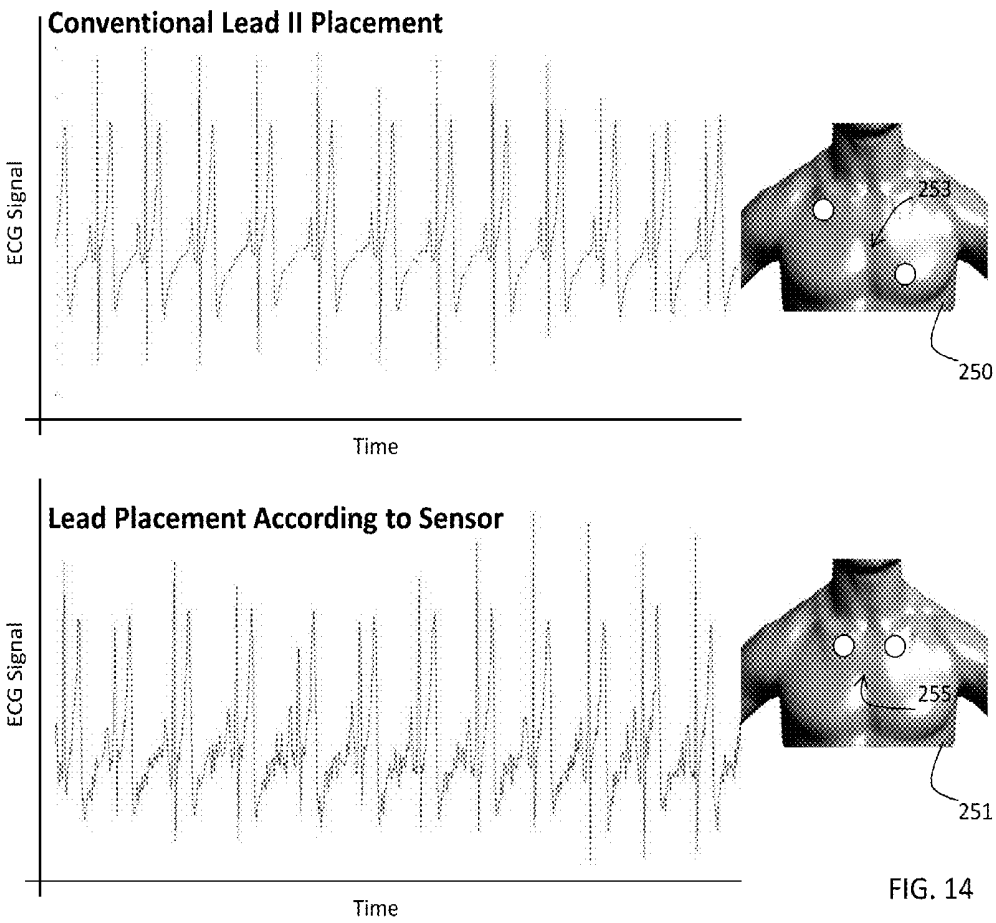 Conventional Lead II Placement
ECG Signal
253
250
Time
Lead Placement According to Sensor
ECG Signal
255
251
FIG. 14
Time